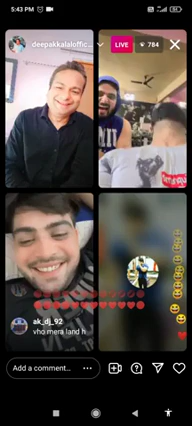 5:43 PM
deepakkalaloffic...
LIVE
784
ak_dj_92
vho mera land h
Add a comment...